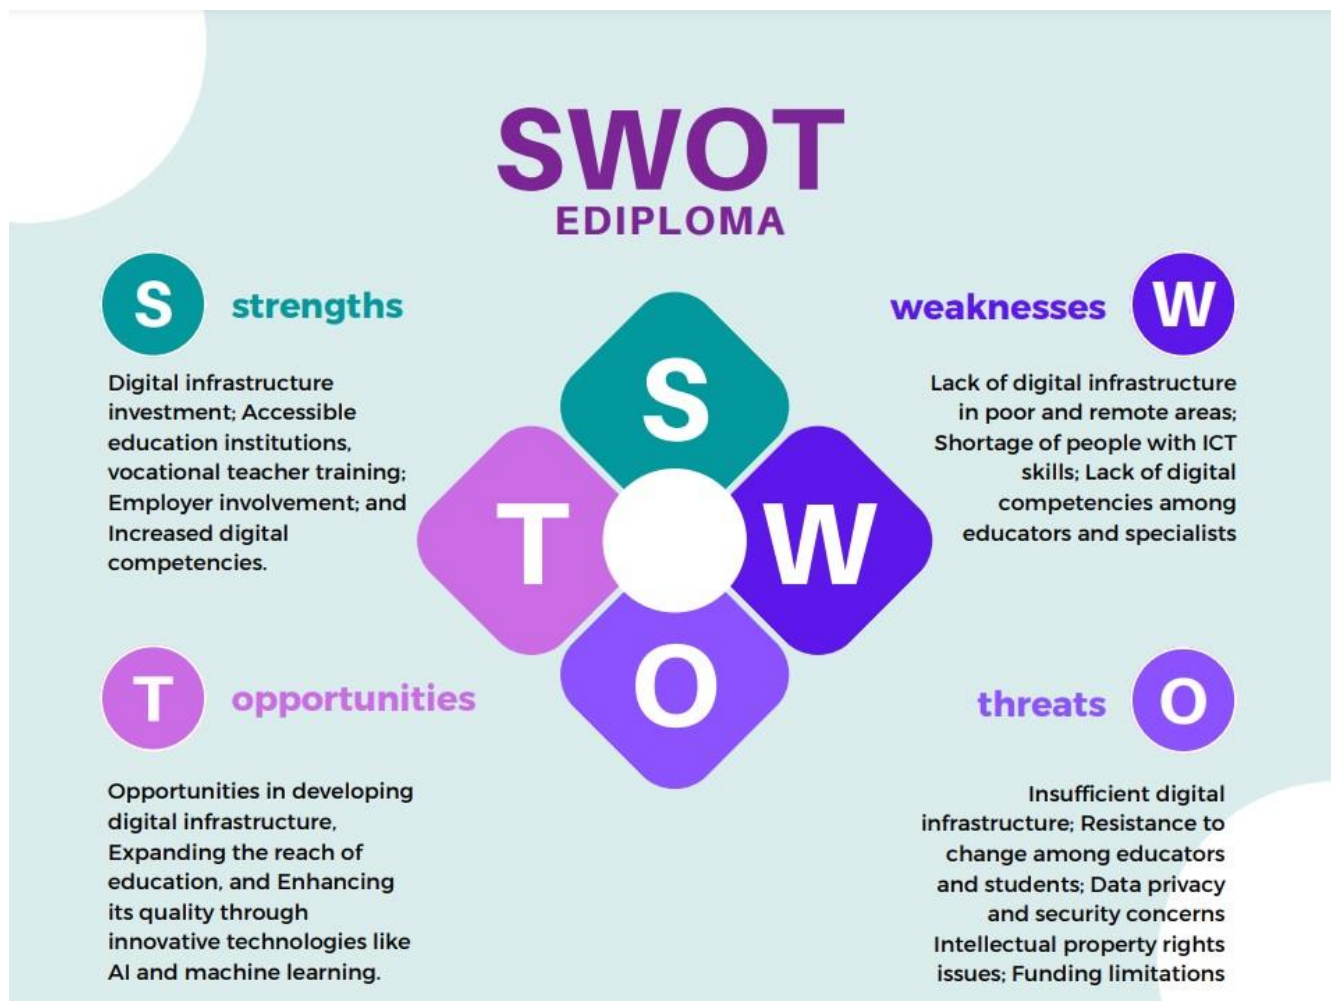 SWOT
EDIPLOMA
S
strengths
Digital infrastructure
investment; Accessible
education institutions,
vocational teacher training;
Employer involvement; and
Increased digital
competencies.
weaknesses
W
Lack of digital infrastructure
in poor and remote areas;
Shortage of people with ICT
skills; Lack of digital
competencies among
educators and specialists
S
T
W
O
T
opportunities
Opportunities in developing
digital infrastructure,
Expanding the reach of
education, and Enhancing
its quality through
innovative technologies like
AI and machine learning.
threats
O
Insufficient digital
infrastructure; Resistance to
change among educators
and students; Data privacy
and security concerns
Intellectual property rights
issues; Funding limitations